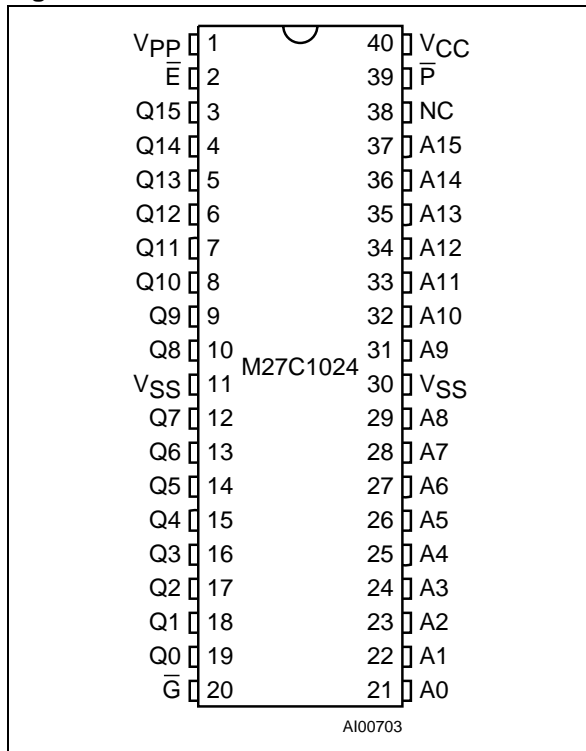 VPP 1 40 VCC
E̅ 2 39 P̅
Q15 3 38 NC
Q14 4 37 A15
Q13 5 36 A14
Q12 6 35 A13
Q11 7 34 A12
Q10 8 33 A11
Q9 9 32 A10
Q8 10 31 A9
M27C1024
VSS 11 30 VSS
Q7 12 29 A8
Q6 13 28 A7
Q5 14 27 A6
Q4 15 26 A5
Q3 16 25 A4
Q2 17 24 A3
Q1 18 23 A2
Q0 19 22 A1
G̅ 20 21 A0
AI00703